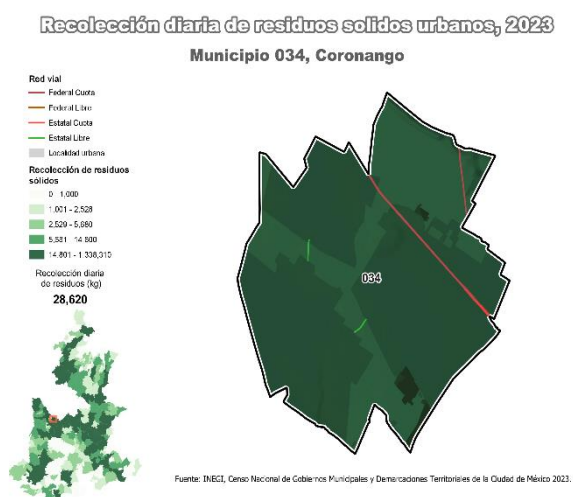 Recolección diaria de residuos solidos urbanos, 2023
Municipio 034, Coronango
Red vial
Federal Cuota
Federal Libre
Estatal Cuota
Estatal Libre
Localidad urbana
Recolección de residuos
sólidos
0 - 1,000
1,001 - 2,528
2,529 - 5,680
5,681 - 14,800
14,801 - 1,338,310
Recolección diaria
de residuos (kg)
28,620
034
Fuente: INEGI, Censo Nacional de Gobiernos Municipales y Demarcaciones Territoriales de la Ciudad de México 2023.